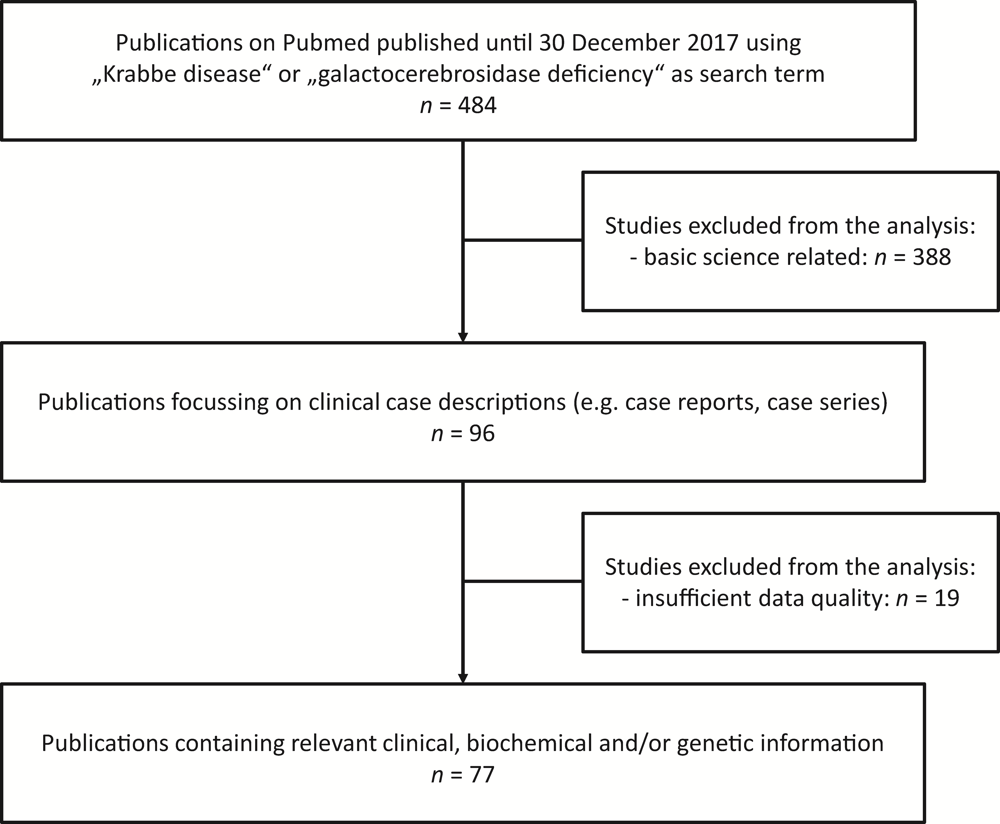 Publications on Pubmed published until 30 December 2017 using
„Krabbe disease“ or „galactocerebrosidase deficiency“ as search term
n = 484
Studies excluded from the analysis:
- basic science related: n = 388
Publications focussing on clinical case descriptions (e.g. case reports, case series)
n = 96
Studies excluded from the analysis:
- insufficient data quality: n = 19
Publications containing relevant clinical, biochemical and/or genetic information
n = 77